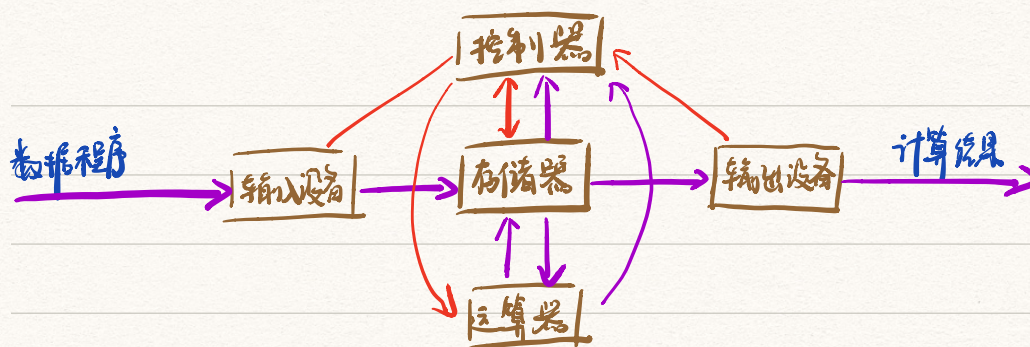 控制器
数据程序
输入设备
存储器
输出设备
计算结果
运算器